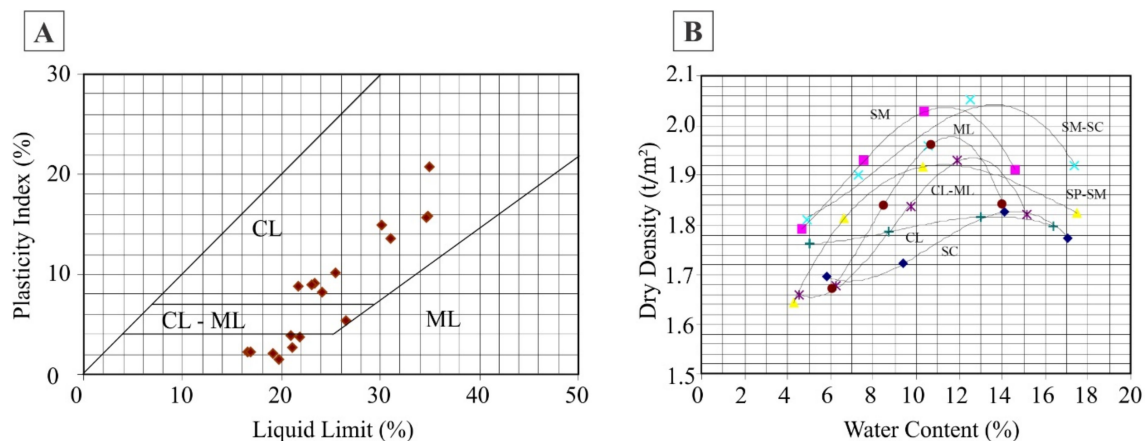 A
Plasticity Index (%)
30
20
10
0
CL
CL - ML
ML
0 10 20 30 40 50
Liquid Limit (%)
B
Dry Density (t/m²)
2.1
2.0
1.9
1.8
1.7
1.6
1.5
SM
ML
SM-SC
CL-ML
SP-SM
CL
SC
0 2 4 6 8 10 12 14 16 18 20
Water Content (%)